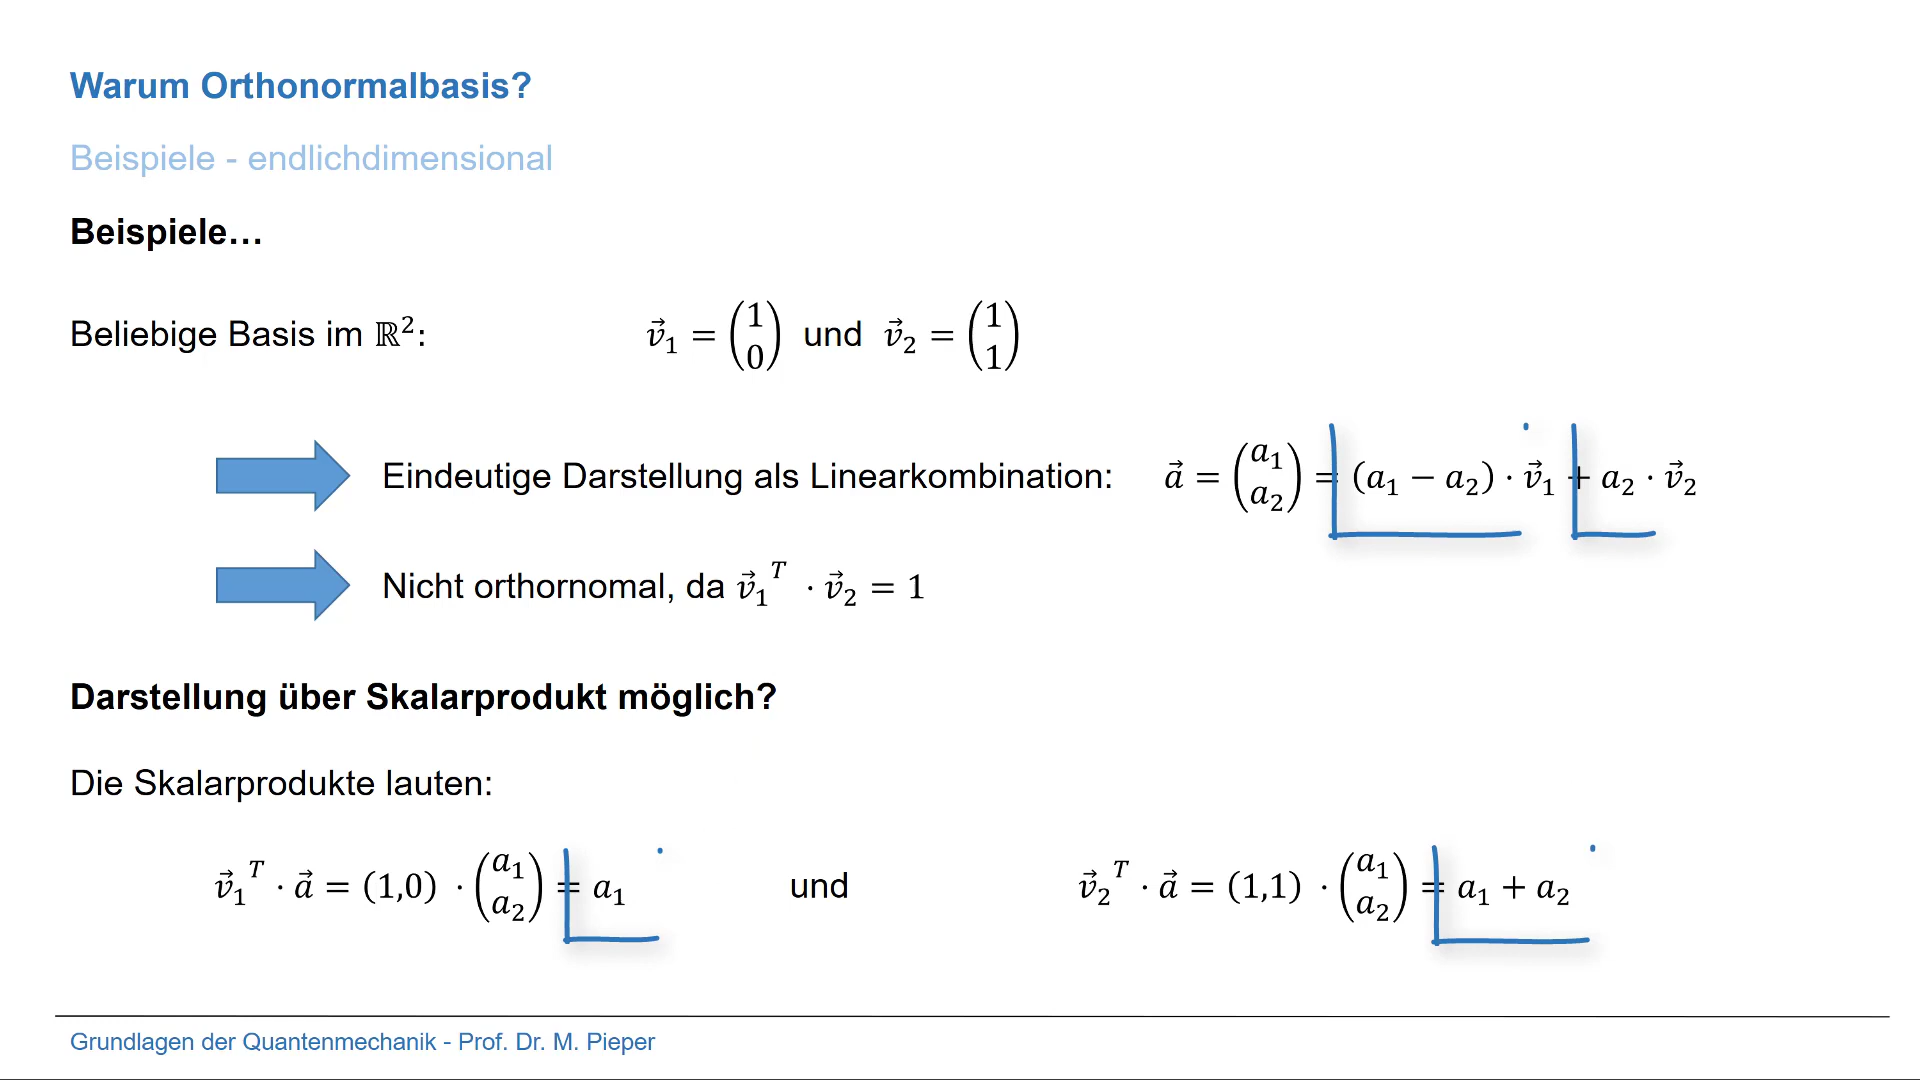 Warum Orthonormalbasis?
Beispiele - endlichdimensional
Beispiele…
Beliebige Basis im ℝ²: v⃗₁ = (1 0) und v⃗₂ = (1 1)
Eindeutige Darstellung als Linearkombination: a⃗ = (a₁ a₂) = (a₁ − a₂) · v⃗₁ + a₂ · v⃗₂
Nicht orthornomal, da v⃗₁ᵀ · v⃗₂ = 1
Darstellung über Skalarprodukt möglich?
Die Skalarprodukte lauten:
v⃗₁ᵀ · a⃗ = (1,0) · (a₁ a₂) = a₁ und v⃗₂ᵀ · a⃗ = (1,1) · (a₁ a₂) = a₁ + a₂
Grundlagen der Quantenmechanik - Prof. Dr. M. Pieper